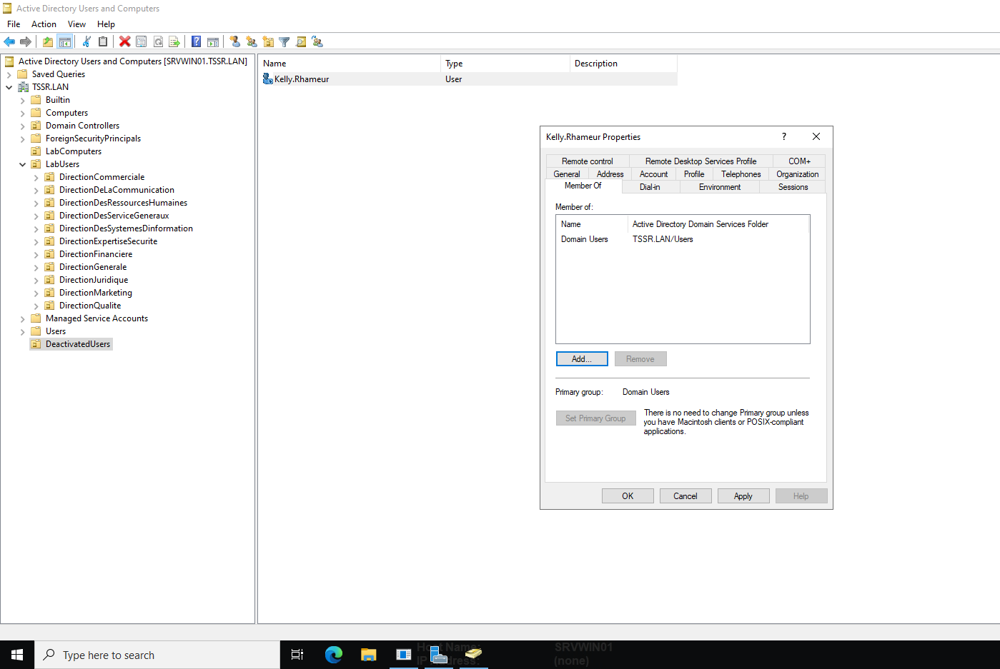 Active Directory Users and Computers
File Action View Help
Active Directory Users and Computers [SRVWIN01.TSSR.LAN]
Saved Queries
TSSR.LAN
Builtin
Computers
Domain Controllers
ForeignSecurityPrincipals
LabComputers
LabUsers
DirectionCommerciale
DirectionDeLaCommunication
DirectionDesRessourcesHumaines
DirectionDesServiceGeneraux
DirectionDesSystemesDinformation
DirectionExpertiseSecurite
DirectionFinanciere
DirectionGenerale
DirectionJuridique
DirectionMarketing
DirectionQualite
Managed Service Accounts
Users
DeactivatedUsers
Name Type Description
Kelly.Rhameur User
Kelly.Rhameur Properties
Remote control Remote Desktop Services Profile COM+
General Address Account Profile Telephones Organization
Member Of Dial-in Environment Sessions
Member of:
Name Active Directory Domain Services Folder
Domain Users TSSR.LAN/Users
Add... Remove
Primary group: Domain Users
Set Primary Group
There is no need to change Primary group unless
you have Macintosh clients or POSIX-compliant
applications.
OK Cancel Apply Help
Type here to search
Host Name: SRVWIN01
IP Address: (none)